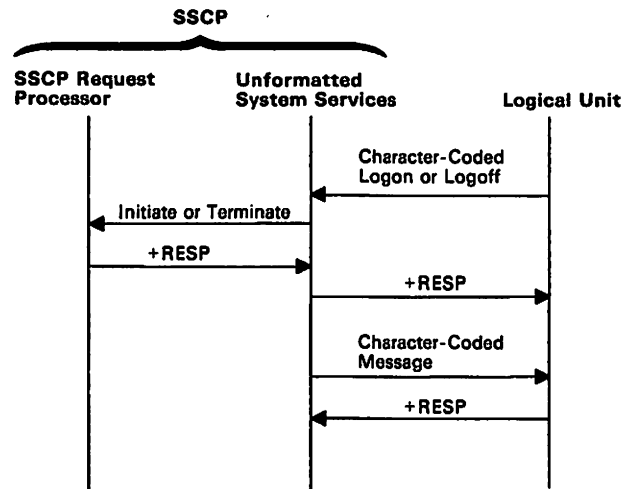 SSCP
SSCP Request
Processor
Unformatted
System Services
Logical Unit
Character-Coded
Logon or Logoff
Initiate or Terminate
+RESP
+RESP
Character-Coded
Message
+RESP